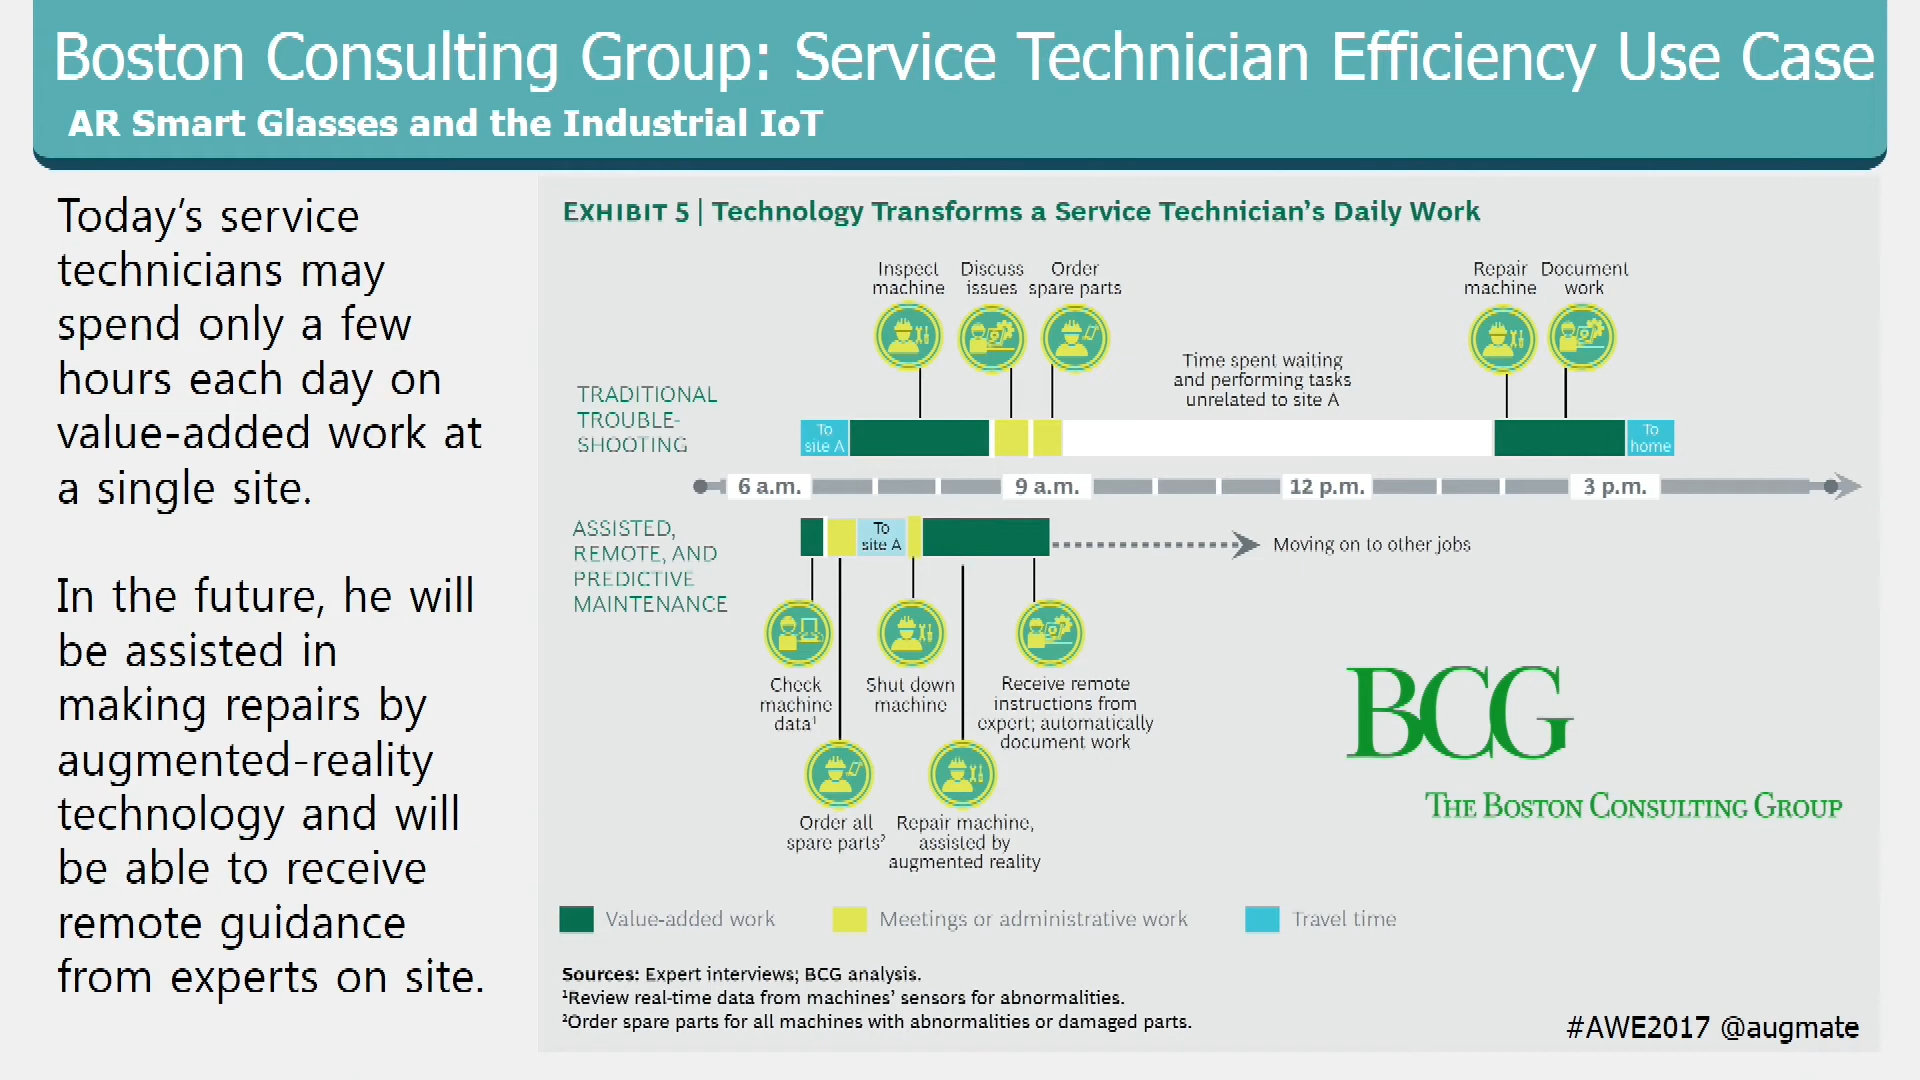 Boston Consulting Group: Service Technician Efficiency Use Case
AR Smart Glasses and the Industrial IoT
Today's service
technicians may
spend only a few
hours each day on
value-added work at
a single site.
In the future, he will
be assisted in
making repairs by
augmented-reality
technology and will
be able to receive
remote guidance
from experts on site.
EXHIBIT 5 | Technology Transforms a Service Technician's Daily Work
Inspect
machine
Discuss
issues
Order
spare parts
Repair
machine
Document
work
Time spent waiting
and performing tasks
unrelated to site A
TRADITIONAL
TROUBLE-
SHOOTING
To
site A
To
home
6 a.m.
9 a.m.
12 p.m.
3 p.m.
ASSISTED,
REMOTE, AND
PREDICTIVE
MAINTENANCE
To
site A
Moving on to other jobs
Check
machine
data¹
Shut down
machine
Receive remote
instructions from
expert; automatically
document work
Order all
spare parts²
Repair machine,
assisted by
augmented reality
BCG
THE BOSTON CONSULTING GROUP
Value-added work
Meetings or administrative work
Travel time
Sources: Expert interviews; BCG analysis.
¹Review real-time data from machines' sensors for abnormalities.
²Order spare parts for all machines with abnormalities or damaged parts.
#AWE2017 @augmate